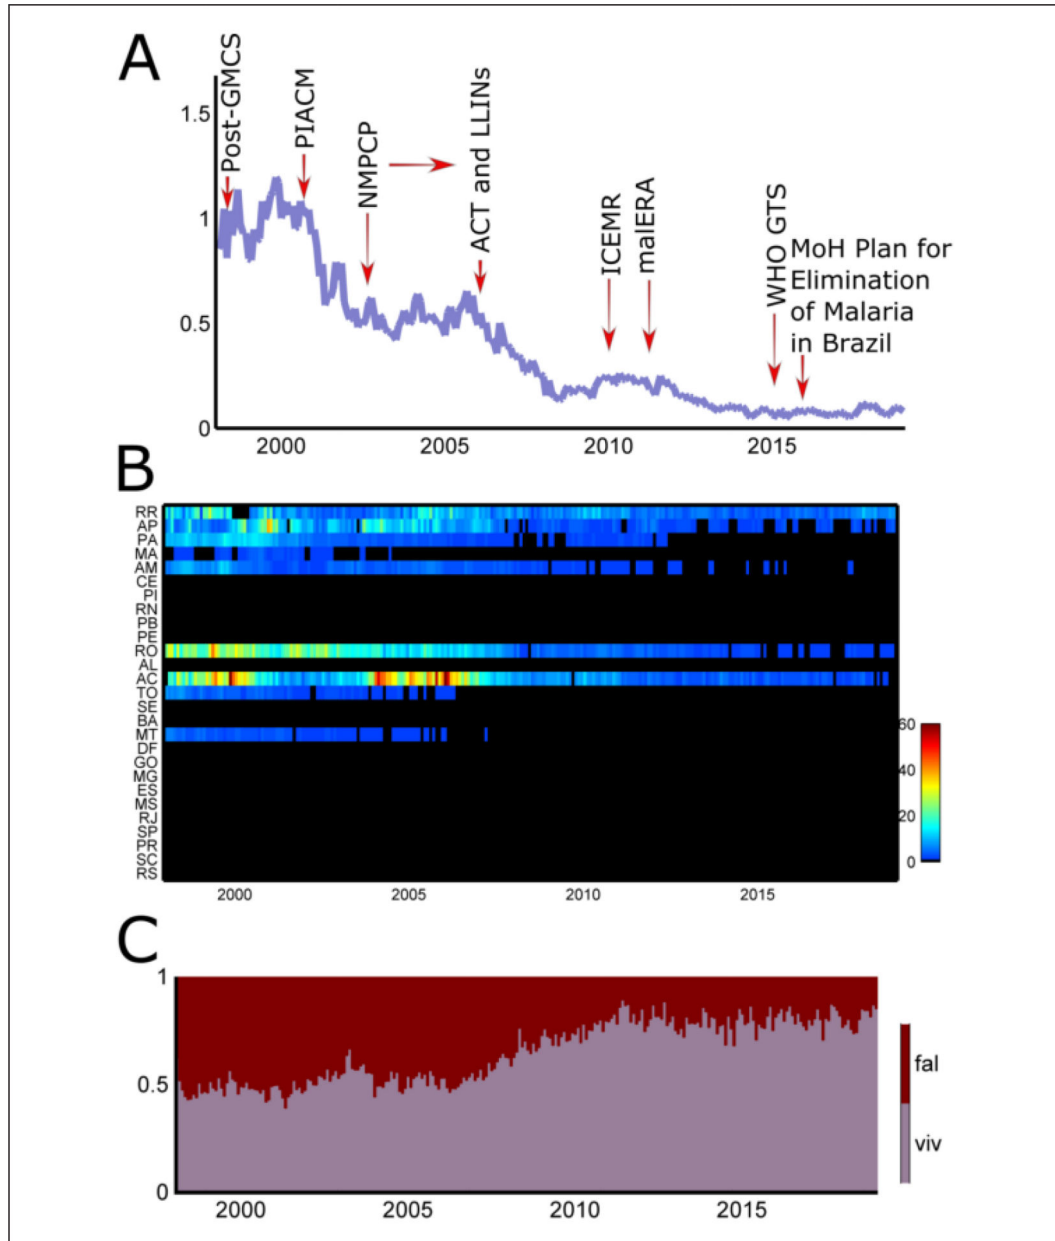 A
Post-GMCS
PIACM
NMPCP
ACT and LLINs
ICEMR
malERA
WHO GTS
MoH Plan for
Elimination
of Malaria
in Brazil
1.5
1
0.5
0
2000
2005
2010
2015
B
RR
AP
PA
MA
AM
CE
PI
RN
PB
PE
RO
AL
AC
TO
SE
BA
MT
DF
GO
MG
ES
MS
RJ
SP
PR
SC
RS
60
40
20
0
2000
2005
2010
2015
C
1
0.5
0
2000
2005
2010
2015
fal
viv